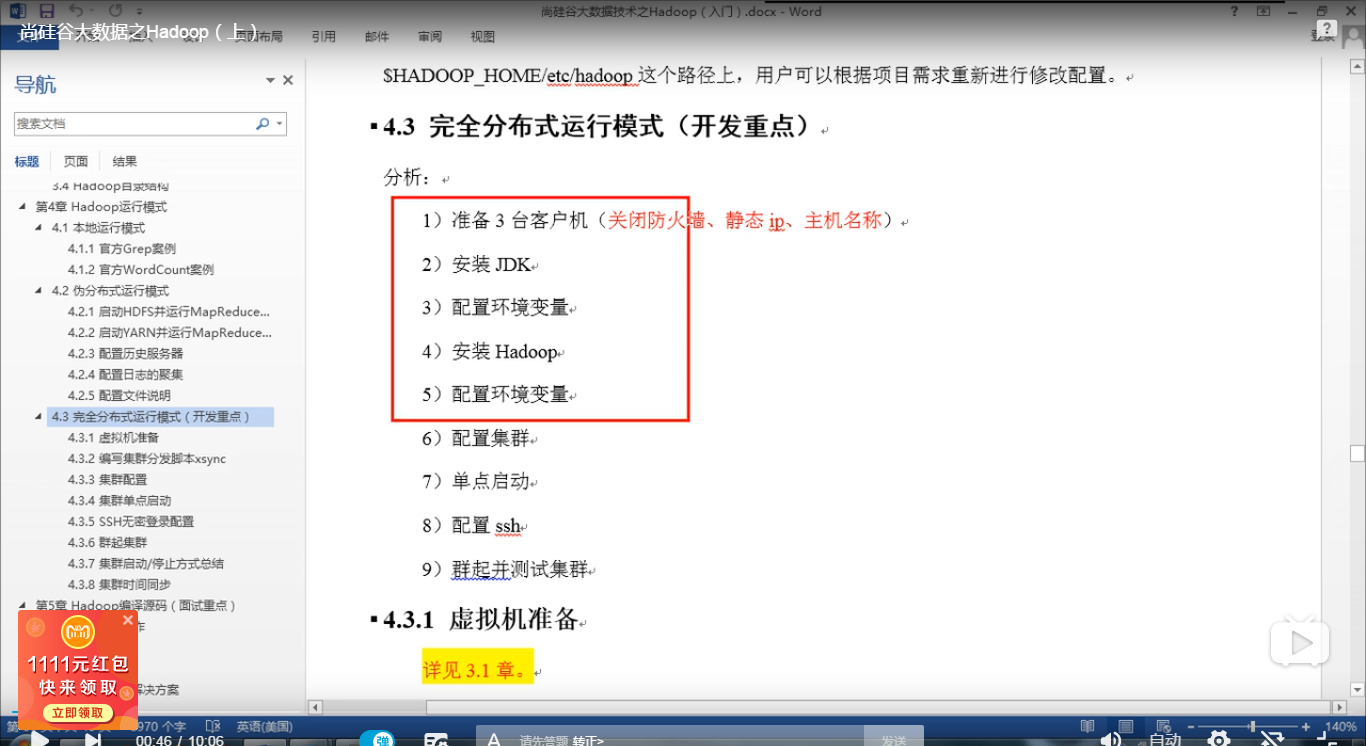 尚硅谷大数据技术之Hadoop（入门）.docx - Word
尚硅谷大数据之Hadoop（上）
页面布局 引用 邮件 审阅 视图
导航
搜索文档
标题 页面 结果
3.4 Hadoop目录结构
第4章 Hadoop运行模式
4.1 本地运行模式
4.1.1 官方Grep案例
4.1.2 官方WordCount案例
4.2 伪分布式运行模式
4.2.1 启动HDFS并运行MapReduce...
4.2.2 启动YARN并运行MapReduce...
4.2.3 配置历史服务器
4.2.4 配置日志的聚集
4.2.5 配置文件说明
4.3 完全分布式运行模式（开发重点）
4.3.1 虚拟机准备
4.3.2 编写集群分发脚本xsync
4.3.3 集群配置
4.3.4 集群单点启动
4.3.5 SSH无密登录配置
4.3.6 群起集群
4.3.7 集群启动/停止方式总结
4.3.8 集群时间同步
第5章 Hadoop编译源码（面试重点）
解决方案
1111元红包
快来领取
立即领取
$HADOOP_HOME/etc/hadoop 这个路径上，用户可以根据项目需求重新进行修改配置。
4.3 完全分布式运行模式（开发重点）
分析：
1）准备 3 台客户机（关闭防火墙、静态 ip、主机名称）
2）安装 JDK
3）配置环境变量
4）安装 Hadoop
5）配置环境变量
6）配置集群
7）单点启动
8）配置 ssh
9）群起并测试集群
4.3.1 虚拟机准备
详见 3.1 章。
970 个字 英语(美国) 140%
00:46 / 10:06 弹 请先答题 转正> 发送 自动